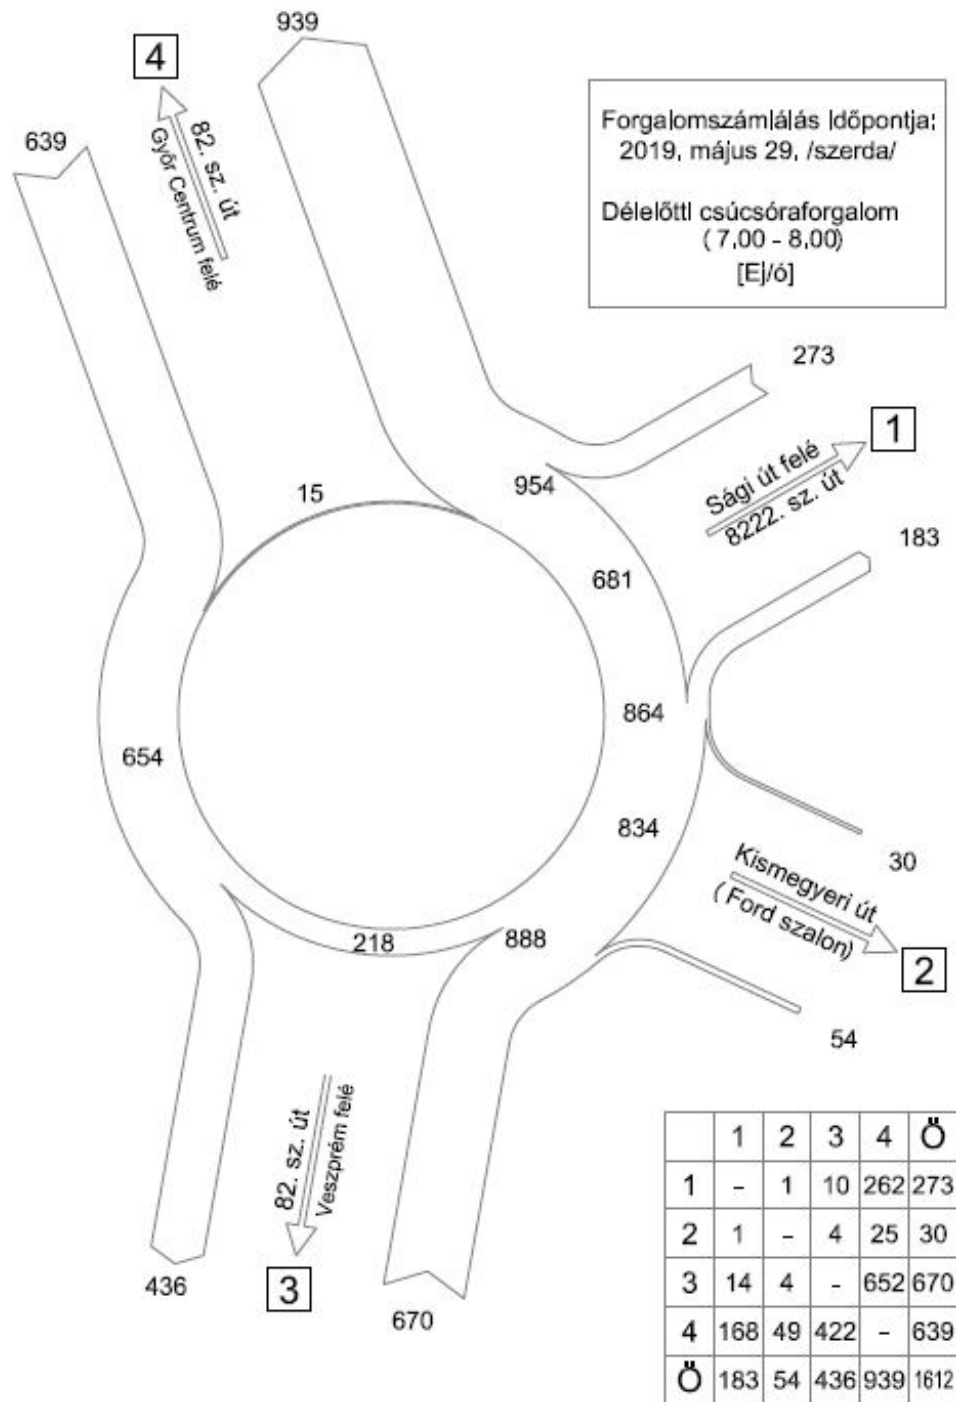 939
4
639
82. sz. út
Győr Centrum felé
Forgalomszámlálás időpontja:
2019. május 29. /szerda/
Délelőtti csúcsóraforgalom
( 7.00 - 8.00)
[Ej/ó]
273
1
Sági út felé
8222. sz. út
15
954
183
681
864
654
834
30
Kismegyeri út
( Ford szalon)
2
218
888
54
82. sz. út
Veszprém felé
436
3
670
1 2 3 4 Ö
1 - 1 10 262 273
2 1 - 4 25 30
3 14 4 - 652 670
4 168 49 422 - 639
Ö 183 54 436 939 1612